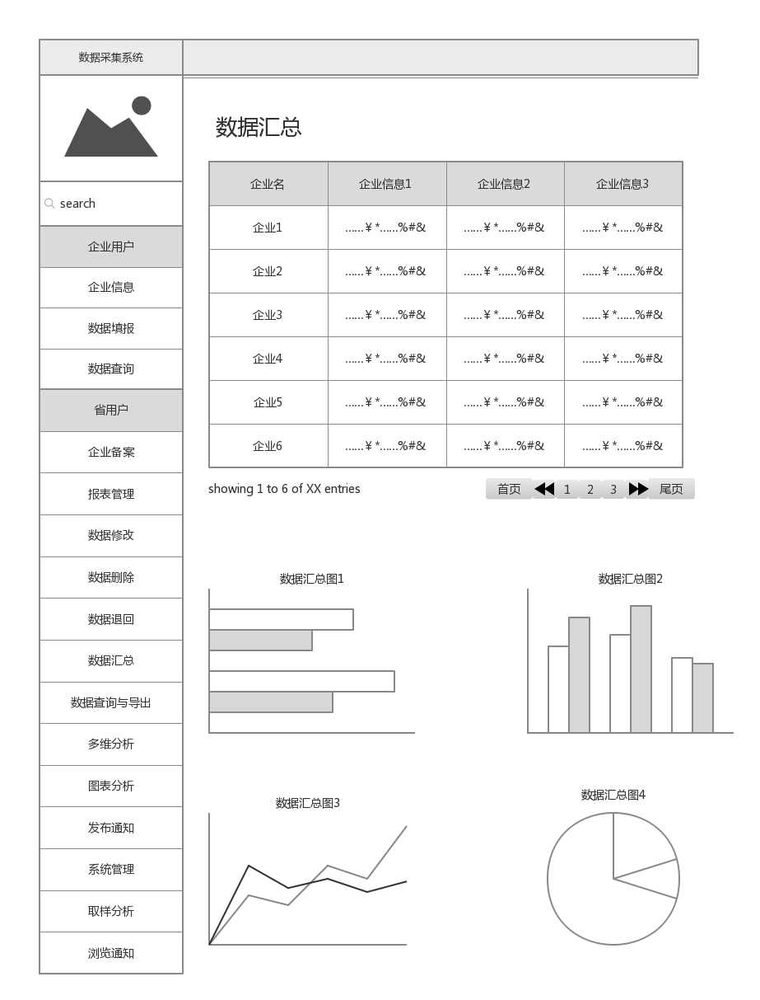 数据采集系统
search
企业用户
企业信息
数据填报
数据查询
省用户
企业备案
报表管理
数据修改
数据删除
数据退回
数据汇总
数据查询与导出
多维分析
图表分析
发布通知
系统管理
取样分析
浏览通知
数据汇总
企业名 企业信息1 企业信息2 企业信息3
企业1 ……¥ *……%#& ……¥ *……%#& ……¥ *……%#&
企业2 ……¥ *……%#& ……¥ *……%#& ……¥ *……%#&
企业3 ……¥ *……%#& ……¥ *……%#& ……¥ *……%#&
企业4 ……¥ *……%#& ……¥ *……%#& ……¥ *……%#&
企业5 ……¥ *……%#& ……¥ *……%#& ……¥ *……%#&
企业6 ……¥ *……%#& ……¥ *……%#& ……¥ *……%#&
showing 1 to 6 of XX entries 首页 1 2 3 尾页
数据汇总图1 数据汇总图2
数据汇总图3 数据汇总图4